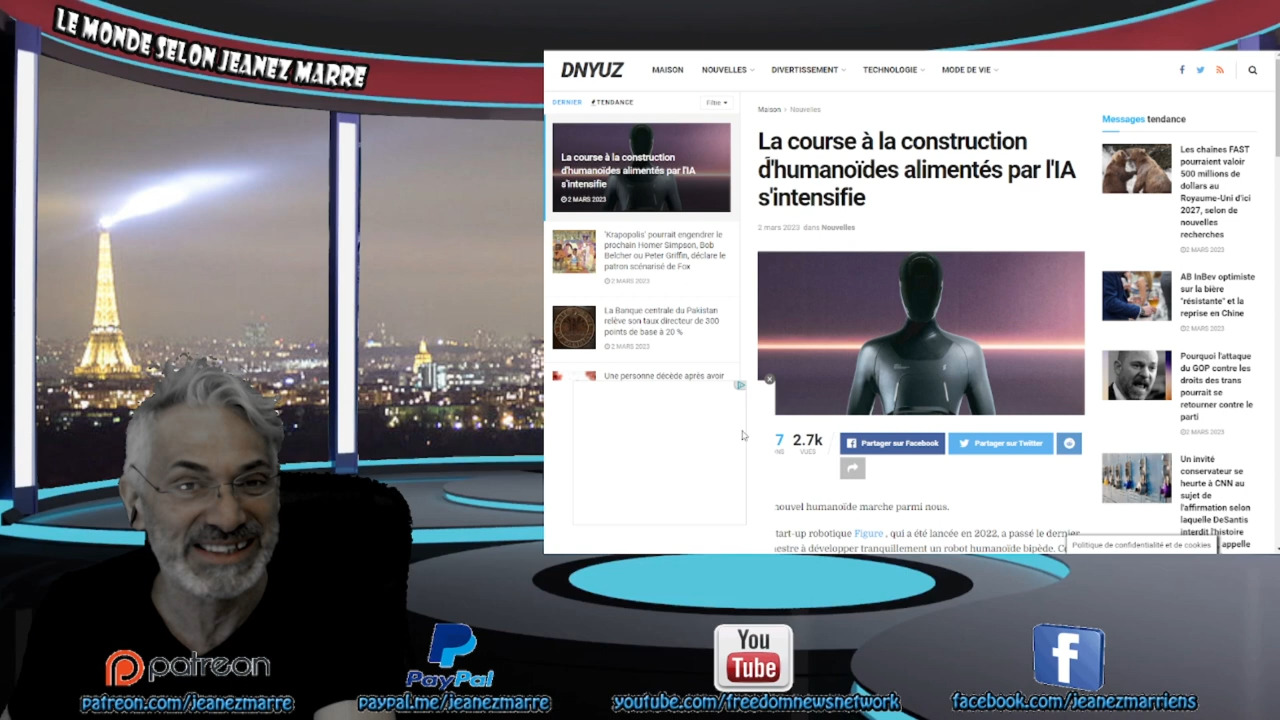 LE MONDE SELON JEANEZ MARRE
DNYUZ
MAISON
NOUVELLES
DIVERTISSEMENT
TECHNOLOGIE
MODE DE VIE
DERNIER
TENDANCE
Filtre
La course à la construction
d'humanoïdes alimentés par l'IA
s'intensifie
2 MARS 2023
'Krapopolis' pourrait engendrer le
prochain Homer Simpson, Bob
Belcher ou Peter Griffin, déclare le
patron scénarisé de Fox
2 MARS 2023
La Banque centrale du Pakistan
relève son taux directeur de 300
points de base à 20 %
2 MARS 2023
Une personne décède après avoir
Maison > Nouvelles
La course à la construction
d'humanoïdes alimentés par l'IA
s'intensifie
2 mars 2023 dans Nouvelles
7
2.7k
VUES
Partager sur Facebook
Partager sur Twitter
nouvel humanoïde marche parmi nous.
tart-up robotique Figure , qui a été lancée en 2022, a passé le dernier
nestre à développer tranquillement un robot humanoïde bipède.
Messages tendance
Les chaînes FAST
pourraient valoir
500 millions de
dollars au
Royaume-Uni d'ici
2027, selon de
nouvelles
recherches
2 MARS 2023
AB InBev optimiste
sur la bière
"résistante" et la
reprise en Chine
2 MARS 2023
Pourquoi l'attaque
du GOP contre les
droits des trans
pourrait se
retourner contre le
parti
2 MARS 2023
Un invité
conservateur se
heurte à CNN au
sujet de
l'affirmation selon
laquelle DeSantis
interdit l'histoire
appelle
Politique de confidentialité et de cookies
patreon
patreon.com/jeanezmarre
PayPal
paypal.me/jeanezmarre
You
Tube
youtube.com/freedomnewsnetwork
f
facebook.com/jeanezmarriens